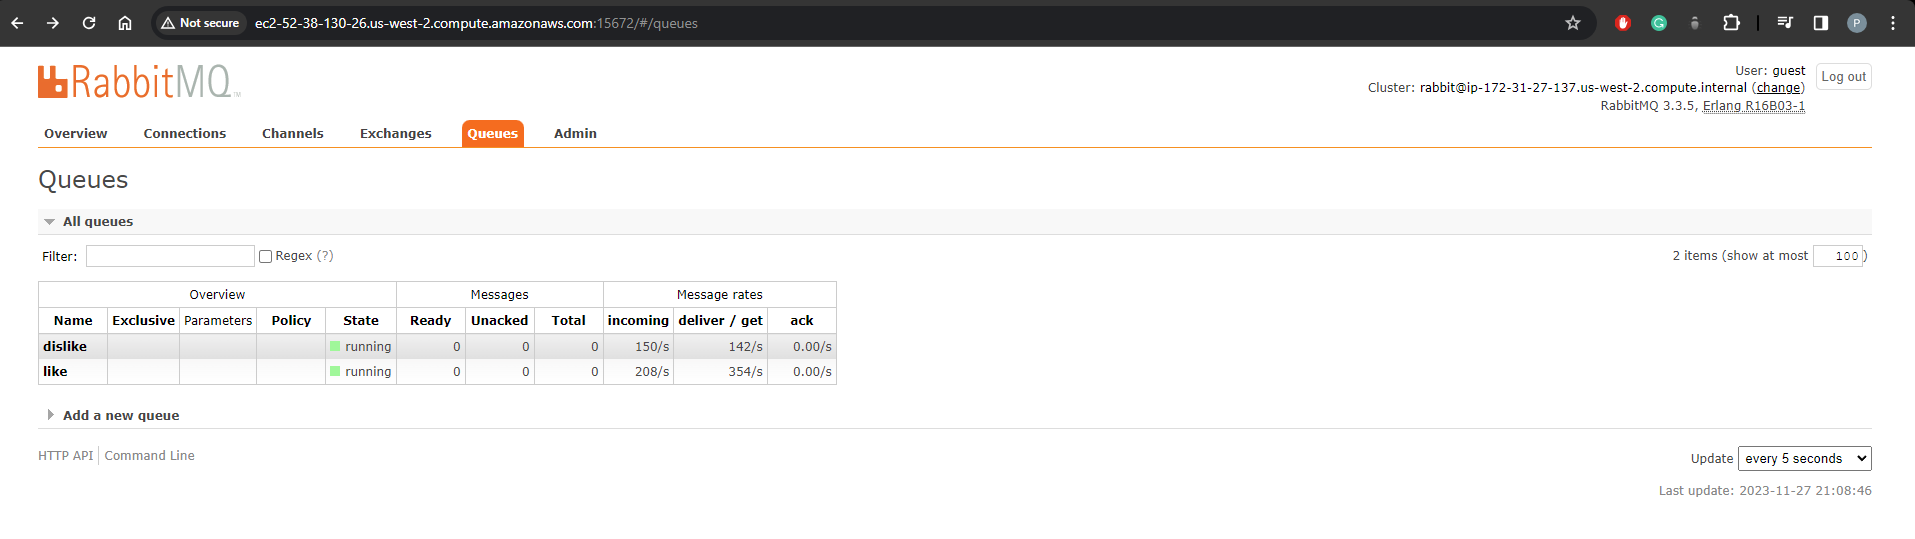 Not secure ec2-52-38-130-26.us-west-2.compute.amazonaws.com:15672/#/queues P
RabbitMQ TM
User: guest
Log out
Cluster: rabbit@ip-172-31-27-137.us-west-2.compute.internal (change)
RabbitMQ 3.3.5, Erlang R16B03-1
Overview Connections Channels Exchanges Queues Admin
Queues
All queues
Filter: Regex (?) 2 items (show at most 100)
Overview Messages Message rates
Name Exclusive Parameters Policy State Ready Unacked Total incoming deliver / get ack
dislike running 0 0 0 150/s 142/s 0.00/s
like running 0 0 0 208/s 354/s 0.00/s
Add a new queue
HTTP API Command Line Update every 5 seconds
Last update: 2023-11-27 21:08:46